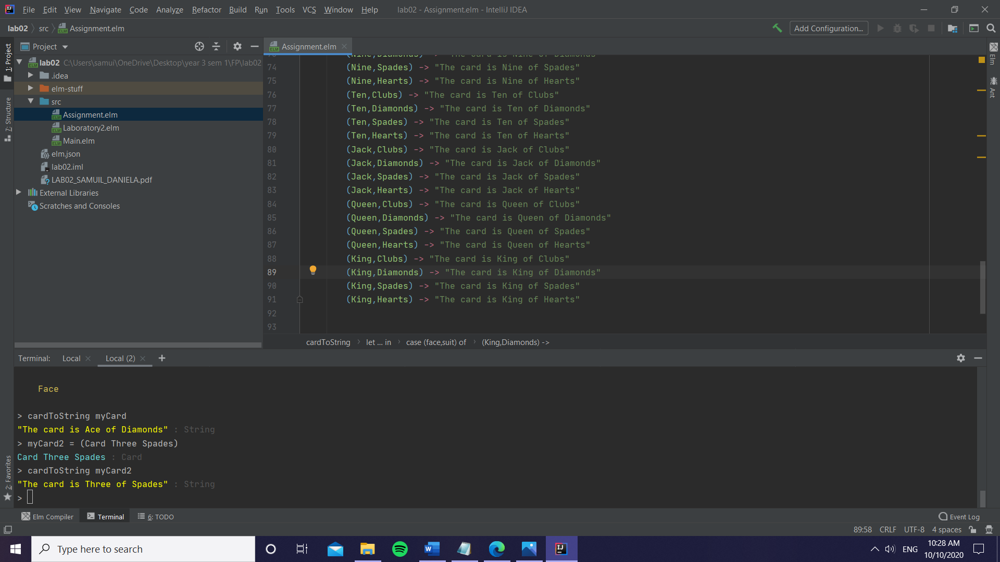 File Edit View Navigate Code Analyze Refactor Build Run Tools VCS Window Help lab02 - Assignment.elm - IntelliJ IDEA
lab02 src Assignment.elm Add Configuration...
1: Project
7: Structure
2: Favorites
Project
lab02 C:\Users\samui\OneDrive\Desktop\year 3 sem 1\FP\lab02
.idea
elm-stuff
src
Assignment.elm
Laboratory2.elm
Main.elm
elm.json
lab02.iml
LAB02_SAMUIL_DANIELA.pdf
External Libraries
Scratches and Consoles
Assignment.elm
(Nine,Diamonds) -> "The card is Nine of Diamonds"
74 (Nine,Spades) -> "The card is Nine of Spades"
75 (Nine,Hearts) -> "The card is Nine of Hearts"
76 (Ten,Clubs) -> "The card is Ten of Clubs"
77 (Ten,Diamonds) -> "The card is Ten of Diamonds"
78 (Ten,Spades) -> "The card is Ten of Spades"
79 (Ten,Hearts) -> "The card is Ten of Hearts"
80 (Jack,Clubs) -> "The card is Jack of Clubs"
81 (Jack,Diamonds) -> "The card is Jack of Diamonds"
82 (Jack,Spades) -> "The card is Jack of Spades"
83 (Jack,Hearts) -> "The card is Jack of Hearts"
84 (Queen,Clubs) -> "The card is Queen of Clubs"
85 (Queen,Diamonds) -> "The card is Queen of Diamonds"
86 (Queen,Spades) -> "The card is Queen of Spades"
87 (Queen,Hearts) -> "The card is Queen of Hearts"
88 (King,Clubs) -> "The card is King of Clubs"
89 (King,Diamonds) -> "The card is King of Diamonds"
90 (King,Spades) -> "The card is King of Spades"
91 (King,Hearts) -> "The card is King of Hearts"
92
93
cardToString let ... in case (face,suit) of (King,Diamonds) ->
Elm
Ant
Terminal: Local Local (2)
Face
> cardToString myCard
"The card is Ace of Diamonds" : String
> myCard2 = (Card Three Spades)
Card Three Spades : Card
> cardToString myCard2
"The card is Three of Spades" : String
>
Elm Compiler Terminal 6: TODO Event Log
89:58 CRLF UTF-8 4 spaces
Type here to search
ENG
10:28 AM
10/10/2020